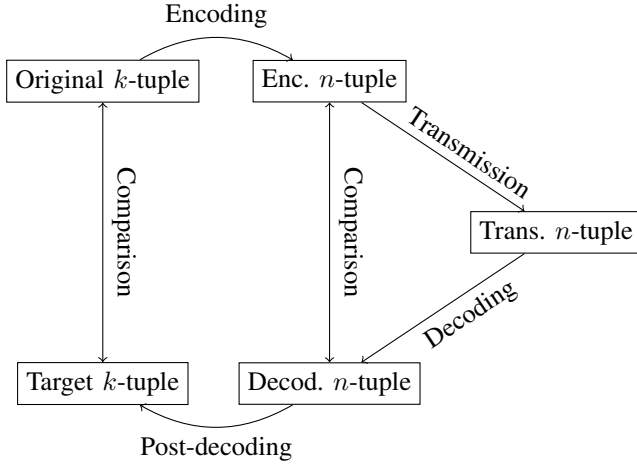 Encoding
Original k-tuple
Enc. n-tuple
Transmission
Comparison
Comparison
Trans. n-tuple
Decoding
Target k-tuple
Decod. n-tuple
Post-decoding